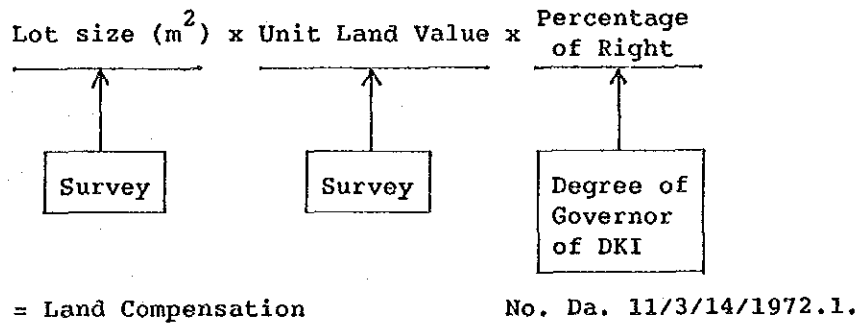 Lot size (m²) x Unit Land Value x Percentage of Right
Survey
Survey
Degree of
Governor
of DKI
= Land Compensation
No. Da. 11/3/14/1972.1.